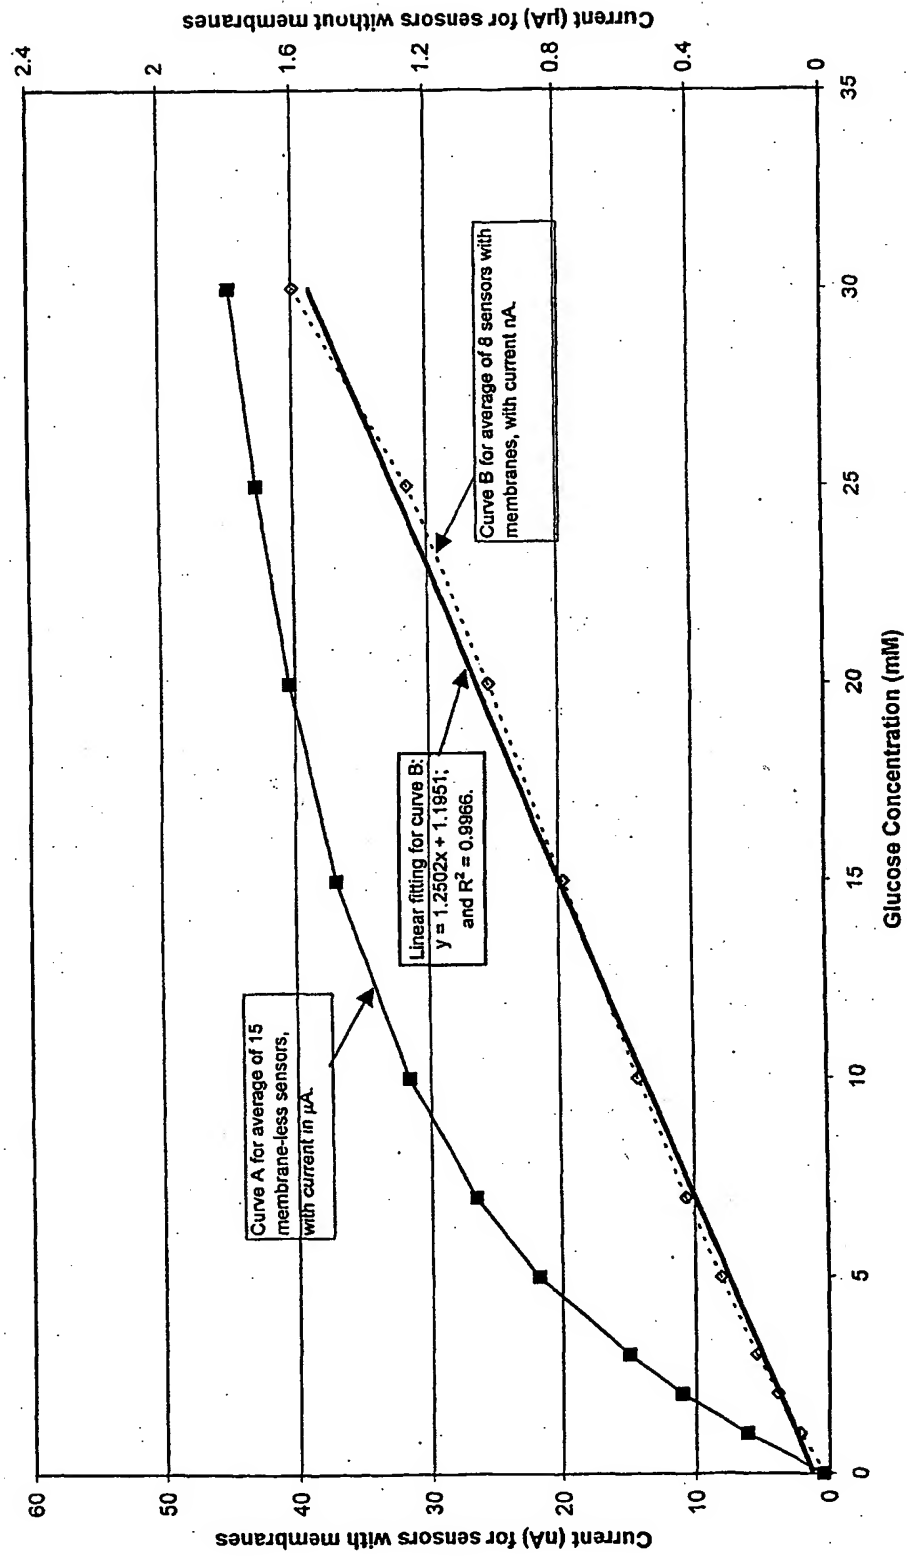 Current (µA) for sensors without membranes
2.4
2
1.6
1.2
0.8
0.4
0
Curve A for average of 15
membrane-less sensors,
with current in µA.
Linear fitting for curve B:
y = 1.2502x + 1.1951;
and R² = 0.9966.
Curve B for average of 8 sensors with
membranes, with current nA.
60
50
40
30
20
10
0
Current (nA) for sensors with membranes
0
5
10
15
20
25
30
35
Glucose Concentration (mM)